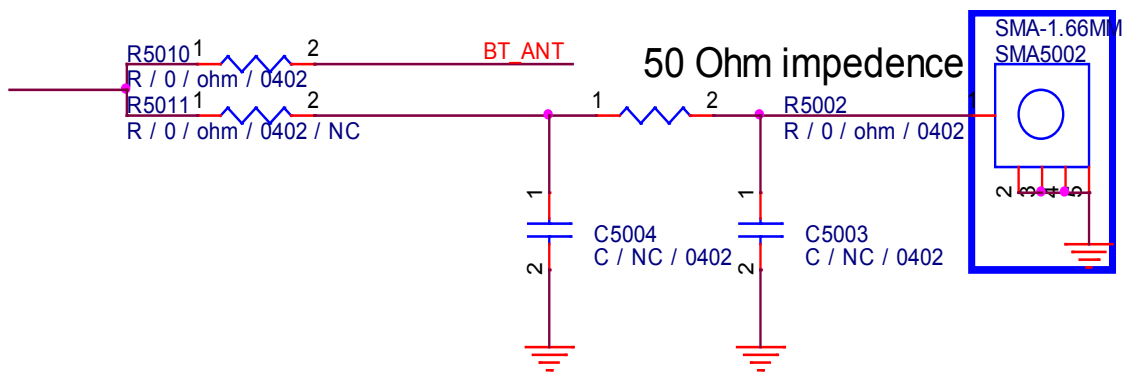 SMA-1.66MM
SMA5002
R5010 1 2 BT_ANT
R / 0 / ohm / 0402
50 Ohm impedence
R5011 1 2
R / 0 / ohm / 0402 / NC
1 2 R5002 1
R / 0 / ohm / 0402
2 3 4 5
1 1
C5004
C / NC / 0402
C5003
C / NC / 0402
2 2